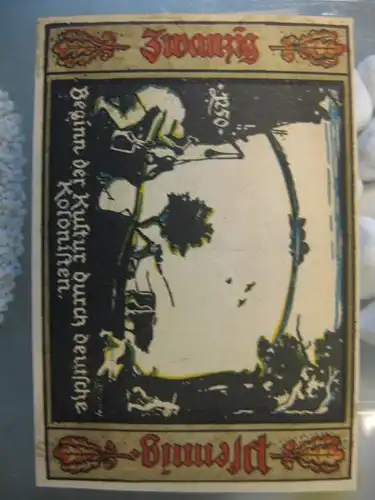 Zwanzig
Pfennig.
·1250·
Beginn der Kultur durch deutsche
Kolonisten.